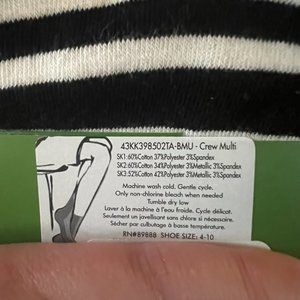 43KK398502TA-BMU - Crew Multi
SK1:60%Cotton 37%Polyester 3%Spandex
SK2:60%Cotton 34%Polyester 3%Metallic 3%Spandex
SK3:52%Cotton 42%Polyester 3%Metallic 3%Spandex
Machine wash cold. Gentle cycle.
Only non-chlorine bleach when needed
Tumble dry low
Laver à la machine à l'eau froide. Cycle délicat.
Seulement un javellisant sans chlore si nécessaire.
Sécher par culbutage à basse température.
RN#89888 SHOE SIZE: 4-10